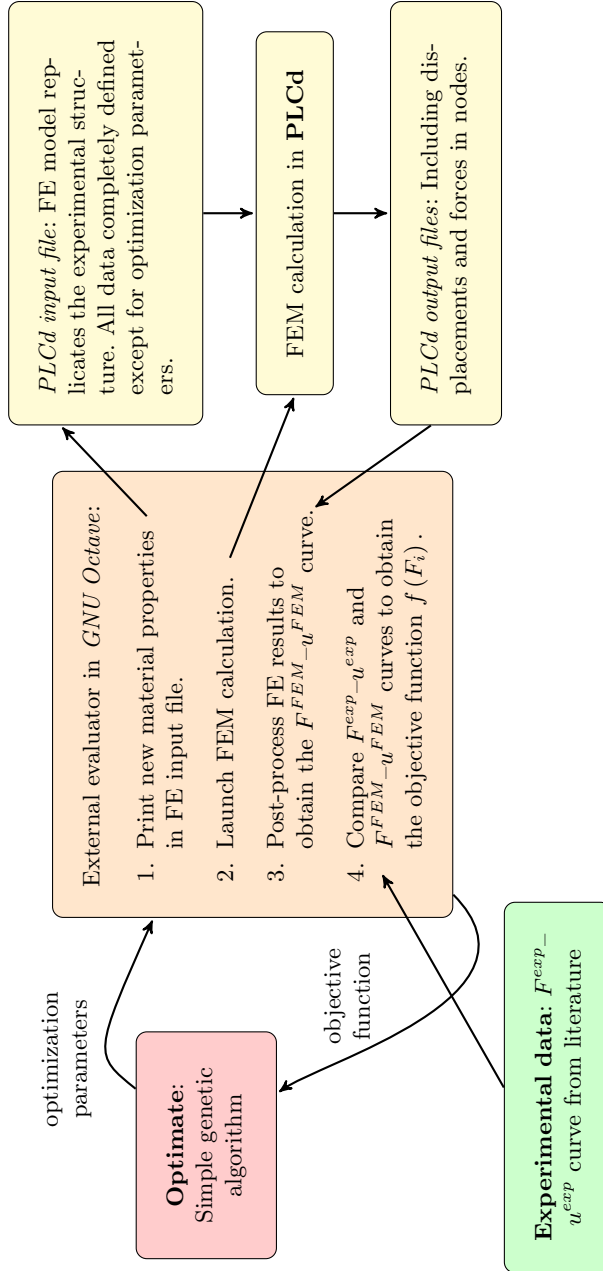 Optimate:
Simple genetic
algorithm
optimization
parameters
objective
function
Experimental data: F^{exp}–
u^{exp} curve from literature
External evaluator in GNU Octave:
1. Print new material properties
in FE input file.
2. Launch FEM calculation.
3. Post-process FE results to
obtain the F^{FEM}–u^{FEM} curve.
4. Compare F^{exp}–u^{exp} and
F^{FEM}–u^{FEM} curves to obtain
the objective function f (F_i) .
PLCd input file: FE model rep-
licates the experimental struc-
ture. All data completely defined
except for optimization paramet-
ers.
FEM calculation in PLCd
PLCd output files: Including dis-
placements and forces in nodes.